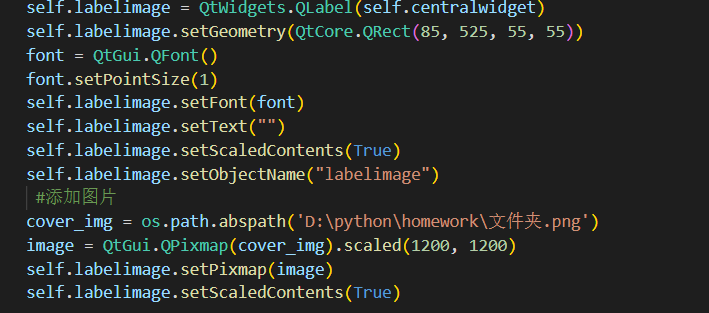 self.labelimage = QtWidgets.QLabel(self.centralwidget)
self.labelimage.setGeometry(QtCore.QRect(85, 525, 55, 55))
font = QtGui.QFont()
font.setPointSize(1)
self.labelimage.setFont(font)
self.labelimage.setText("")
self.labelimage.setScaledContents(True)
self.labelimage.setObjectName("labelimage")
#添加图片
cover_img = os.path.abspath('D:\python\homework\文件夹.png')
image = QtGui.QPixmap(cover_img).scaled(1200, 1200)
self.labelimage.setPixmap(image)
self.labelimage.setScaledContents(True)